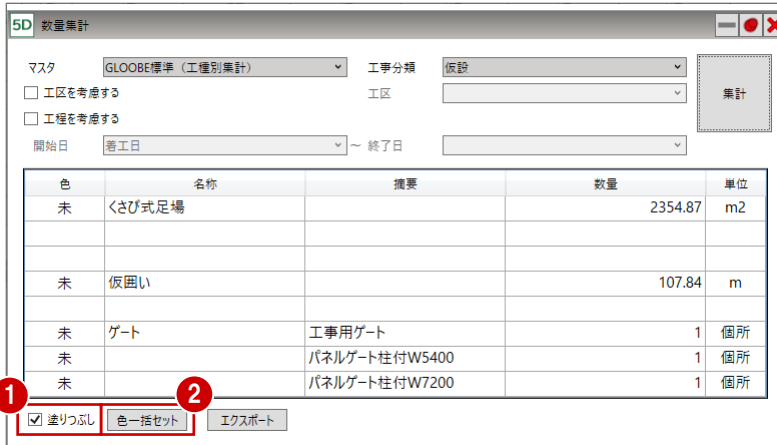 5D 数量集計
マスタ GLOOBE標準（工種別集計） 工事分類 仮設
集計
工区を考慮する 工区
工程を考慮する
開始日 着工日 ～ 終了日
色 名称 摘要 数量 単位
未 くさび式足場 2354.87 m2
未 仮囲い 107.84 m
未 ゲート 工事用ゲート 1 個所
未 パネルゲート柱付W5400 1 個所
未 パネルゲート柱付W7200 1 個所
1 2
塗りつぶし 色一括セット エクスポート